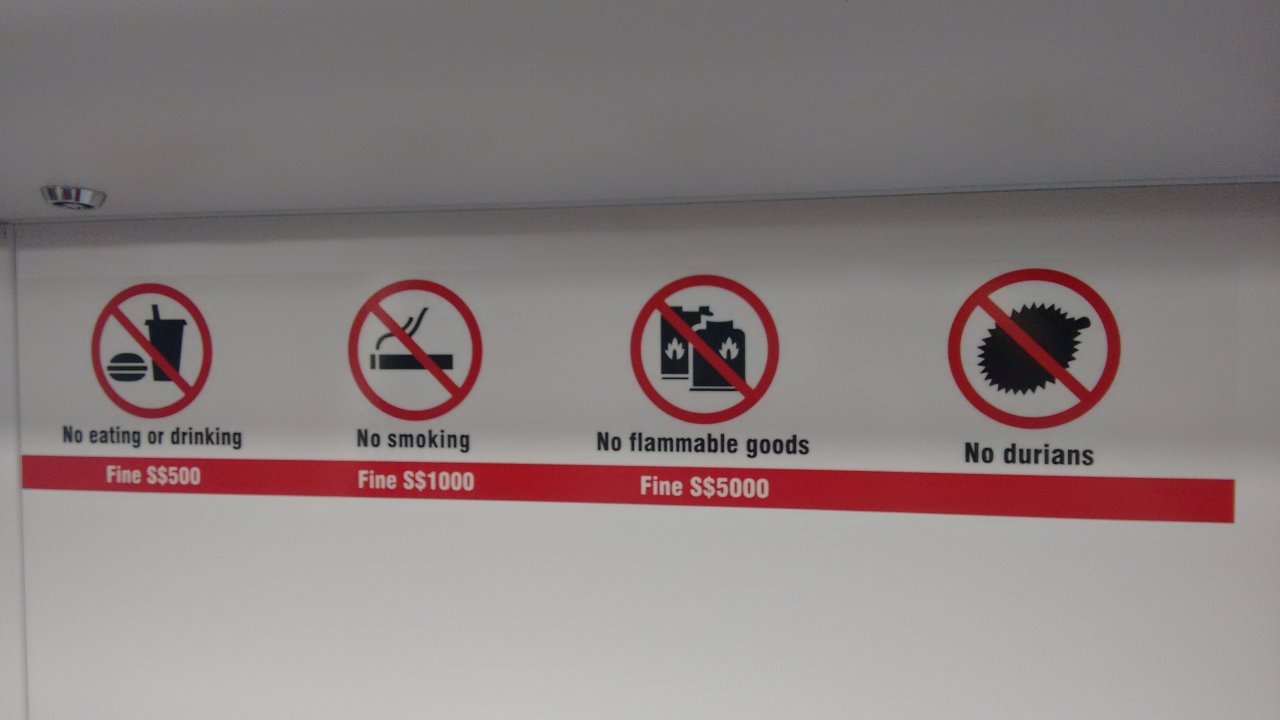 No eating or drinking
Fine S$500
No smoking
Fine S$1000
No flammable goods
Fine S$5000
No durians